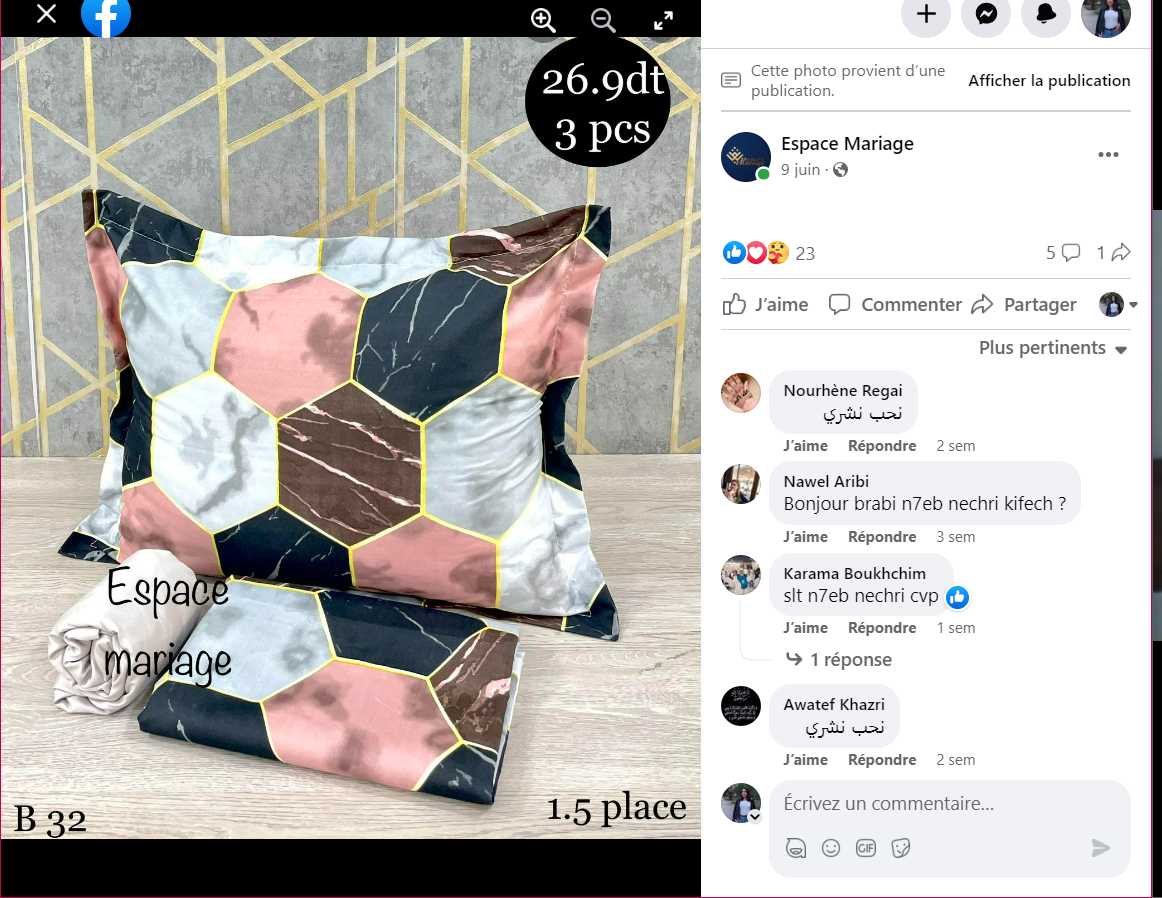 26.9dt
3 pcs
Espace
mariage
B 32
1.5 place
Cette photo provient d'une
publication.
Afficher la publication
Espace Mariage
9 juin ·
23
5
1
J'aime
Commenter
Partager
Plus pertinents
Nourhène Regai
نحب نشري
J'aime Répondre 2 sem
Nawel Aribi
Bonjour brabi n7eb nechri kifech ?
J'aime Répondre 3 sem
Karama Boukhchim
slt n7eb nechri cvp
J'aime Répondre 1 sem
1 réponse
Awatef Khazri
نحب نشري
J'aime Répondre 2 sem
Écrivez un commentaire...
GIF